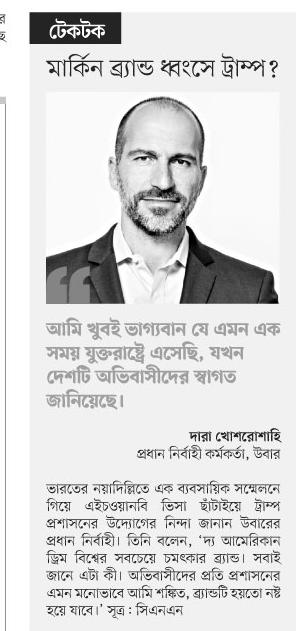 টেকটক
মার্কিন ব্র্যান্ড ধ্বংসে ট্রাম্প?
আমি খুবই ভাগ্যবান যে এমন এক
সময় যুক্তরাষ্ট্রে এসেছি, যখন
দেশটি অভিবাসীদের স্বাগত
জানিয়েছে।
দারা খোশরোশাহি
প্রধান নির্বাহী কর্মকর্তা, উবার
ভারতের নয়াদিল্লিতে এক ব্যবসায়িক সম্মেলনে
গিয়ে এইচওয়ানবি ভিসা ছাঁটাইয়ে ট্রাম্প
প্রশাসনের উদ্যোগের নিন্দা জানান উবারের
প্রধান নির্বাহী। তিনি বলেন, ‘দ্য আমেরিকান
ড্রিম বিশ্বের সবচেয়ে চমৎকার ব্র্যান্ড। সবাই
জানে এটা কী। অভিবাসীদের প্রতি প্রশাসনের
এমন মনোভাবে আমি শঙ্কিত, ব্র্যান্ডটি হয়তো নষ্ট
হয়ে যাবে।’ সূত্র : সিএনএন